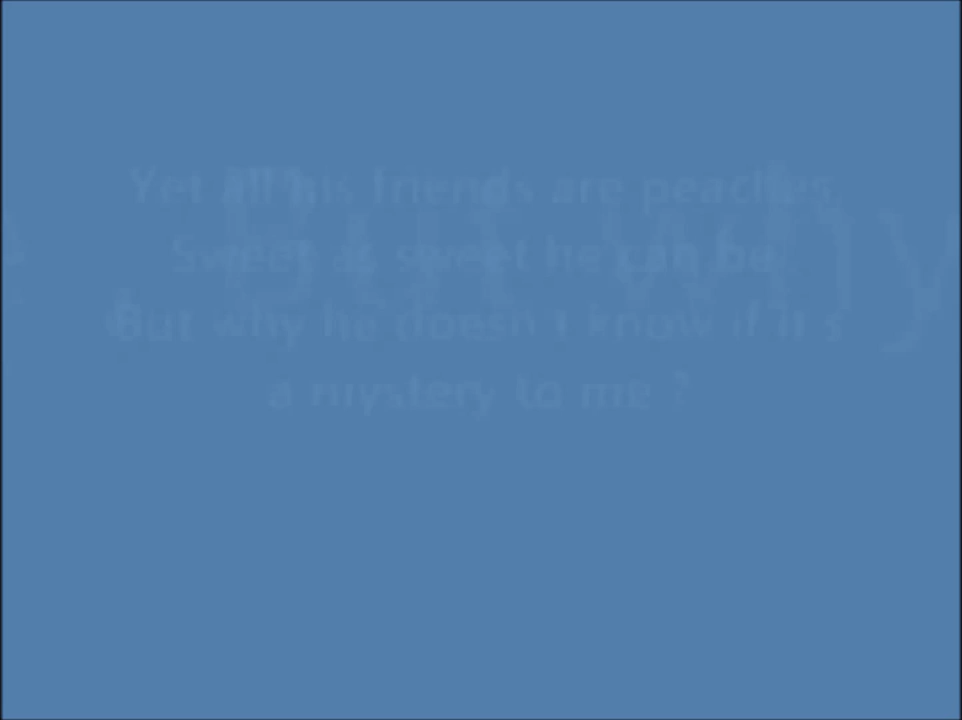 Yet all his friends are peaches
Sweet as sweet he can be
But why he doesn't know if it's
a mystery to me ?